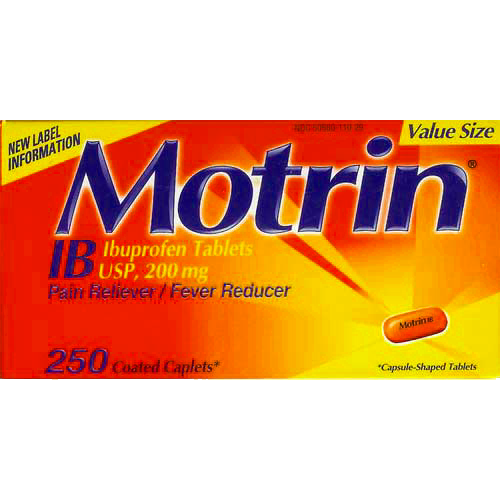 NEW LABEL
INFORMATION
Value Size
Motrin®
IB Ibuprofen Tablets
USP, 200 mg
Pain Reliever / Fever Reducer
Motrin IB
250 Coated Caplets*
*Capsule-Shaped Tablets